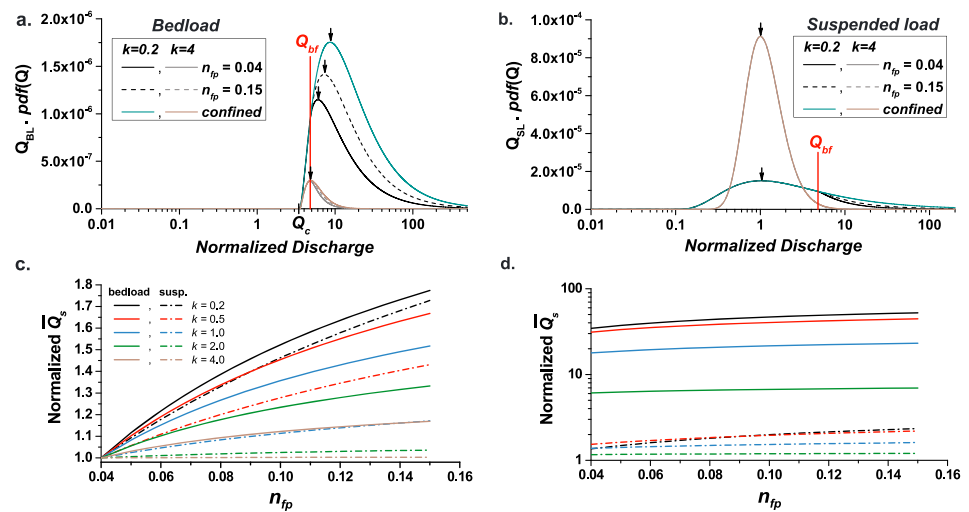 a.
Bedload
k=0.2 k=4
, n_fp = 0.04
, n_fp = 0.15
, confined
Q_bf
Q_BL · pdf(Q)
2.0x10⁻⁶
1.5x10⁻⁶
1.0x10⁻⁶
5.0x10⁻⁷
0.0
0.01 0.1 1 Q_c 10 100
Normalized Discharge
b.
Suspended load
k=0.2 k=4
, n_fp = 0.04
, n_fp = 0.15
, confined
Q_bf
Q_SL · pdf(Q)
1.0x10⁻⁴
8.0x10⁻⁵
6.0x10⁻⁵
4.0x10⁻⁵
2.0x10⁻⁵
0.0
0.01 0.1 1 10 100
Normalized Discharge
c.
bedload , susp.
, k = 0.2
, k = 0.5
, k = 1.0
, k = 2.0
, k = 4.0
Normalized Q̅_s
1.8
1.7
1.6
1.5
1.4
1.3
1.2
1.1
1.0
0.04 0.06 0.08 0.10 0.12 0.14 0.16
n_fp
d.
Normalized Q̅_s
100
10
1
0.04 0.06 0.08 0.10 0.12 0.14 0.16
n_fp